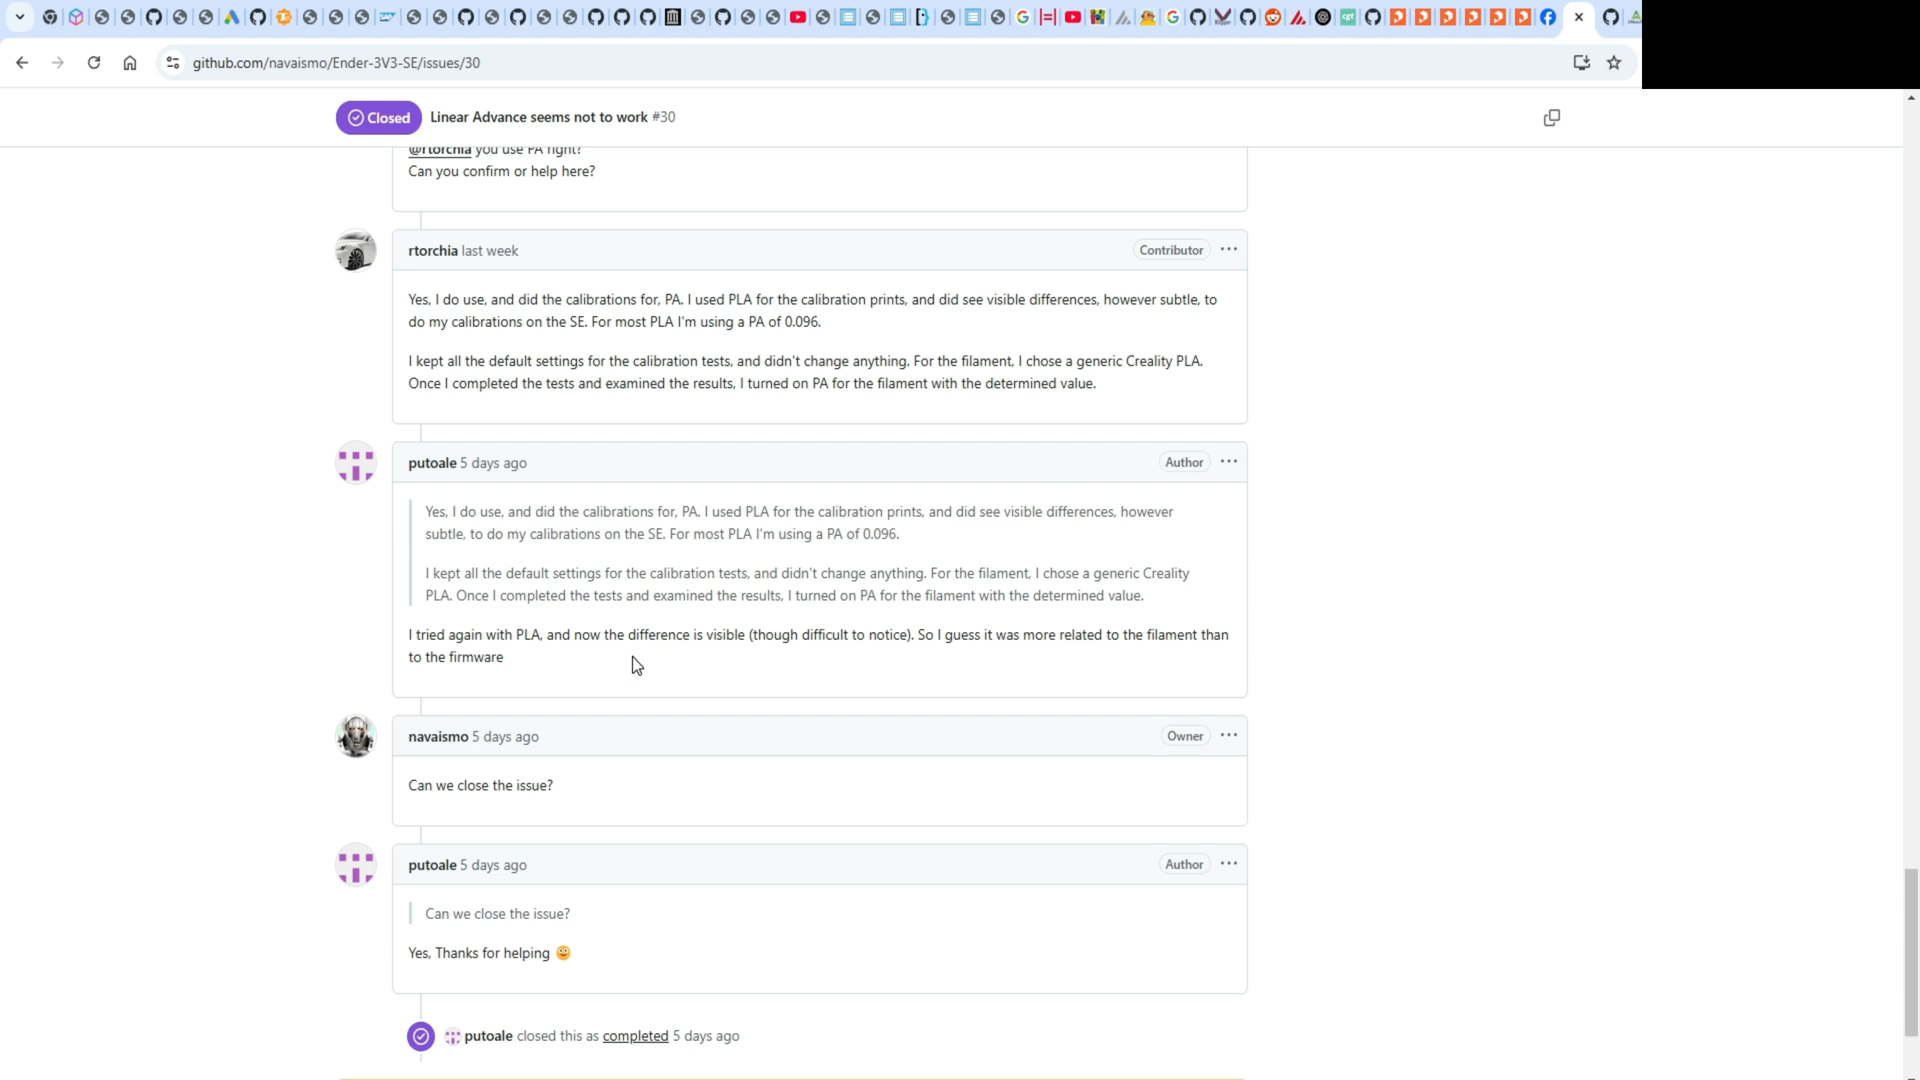 github.com/navaismo/Ender-3V3-SE/issues/30
Closed
Linear Advance seems not to work #30
@rtorchia you use PA right?
Can you confirm or help here?
rtorchia last week
Contributor
Yes, I do use, and did the calibrations for, PA. I used PLA for the calibration prints, and did see visible differences, however subtle, to
do my calibrations on the SE. For most PLA I'm using a PA of 0.096.
I kept all the default settings for the calibration tests, and didn't change anything. For the filament, I chose a generic Creality PLA.
Once I completed the tests and examined the results, I turned on PA for the filament with the determined value.
putoale 5 days ago
Author
Yes, I do use, and did the calibrations for, PA. I used PLA for the calibration prints, and did see visible differences, however
subtle, to do my calibrations on the SE. For most PLA I'm using a PA of 0.096.
I kept all the default settings for the calibration tests, and didn't change anything. For the filament, I chose a generic Creality
PLA. Once I completed the tests and examined the results, I turned on PA for the filament with the determined value.
I tried again with PLA, and now the difference is visible (though difficult to notice). So I guess it was more related to the filament than
to the firmware
navaismo 5 days ago
Owner
Can we close the issue?
putoale 5 days ago
Author
Can we close the issue?
Yes, Thanks for helping
putoale closed this as completed 5 days ago